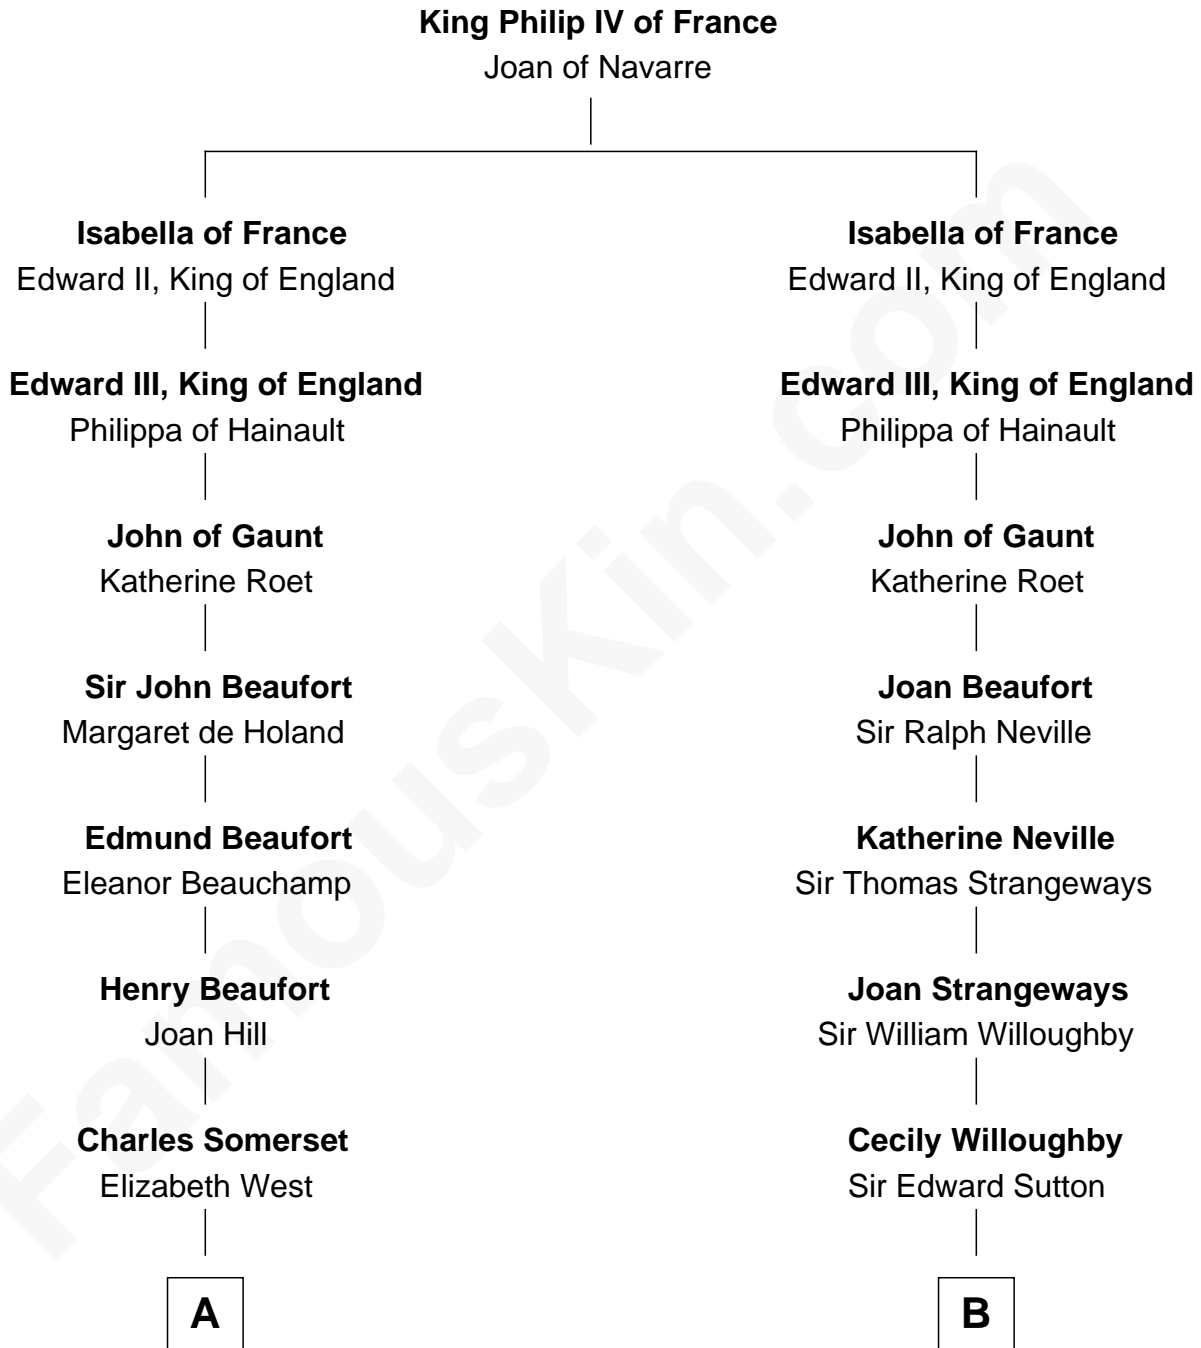 King Philip IV of France
Joan of Navarre
Isabella of France
Edward II, King of England
Edward III, King of England
Philippa of Hainault
John of Gaunt
Katherine Roet
Sir John Beaufort
Margaret de Holand
Edmund Beaufort
Eleanor Beauchamp
Henry Beaufort
Joan Hill
Charles Somerset
Elizabeth West
A
Isabella of France
Edward II, King of England
Edward III, King of England
Philippa of Hainault
John of Gaunt
Katherine Roet
Joan Beaufort
Sir Ralph Neville
Katherine Neville
Sir Thomas Strangeways
Joan Strangeways
Sir William Willoughby
Cecily Willoughby
Sir Edward Sutton
B
FamousKin.com